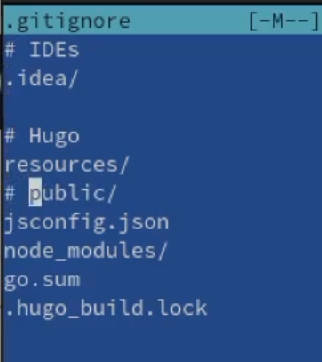 .gitignore [-M--]
# IDEs
.idea/

# Hugo
resources/
# public/
jsconfig.json
node_modules/
go.sum
.hugo_build.lock